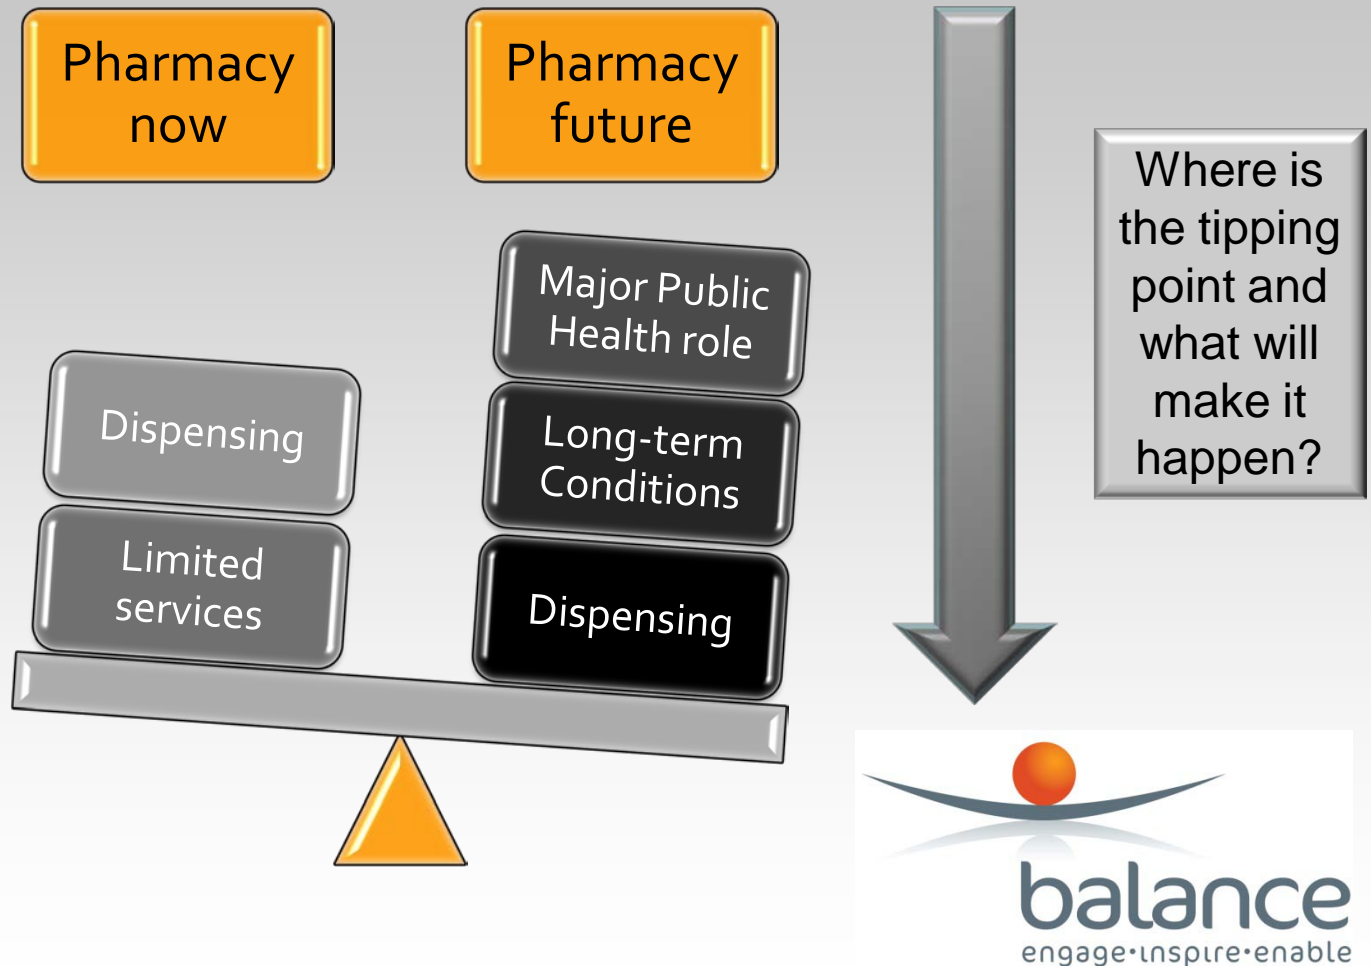 Pharmacy
now
Pharmacy
future
Dispensing
Limited
services
Major Public
Health role
Long-term
Conditions
Dispensing
Where is
the tipping
point and
what will
make it
happen?
balance
engage•inspire•enable